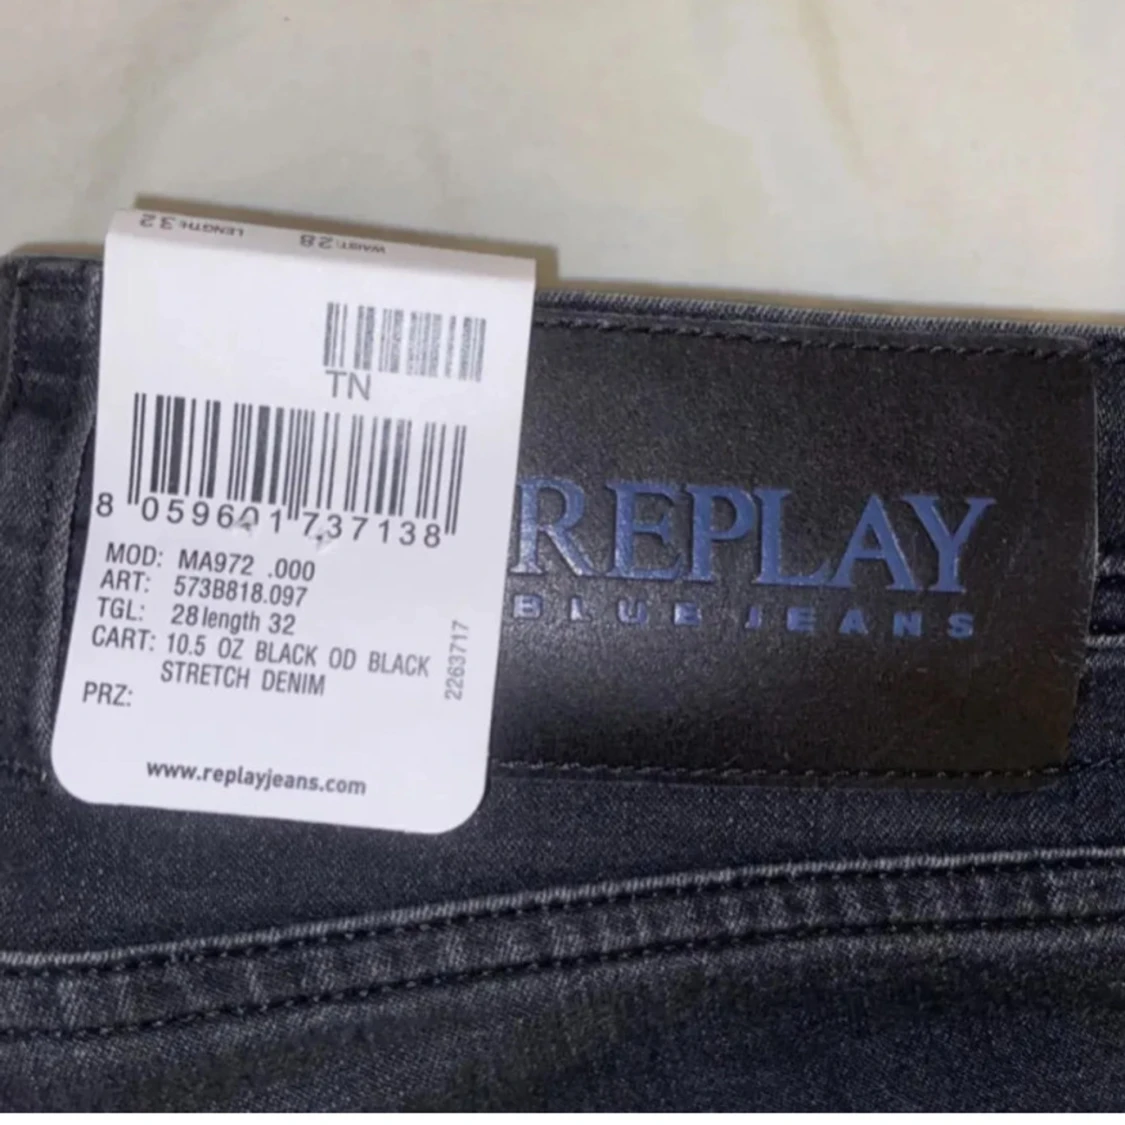 LENGTH: 32 WAIST: 28
TN
8 059601 737138
MOD: MA972 .000
ART: 573B818.097
TGL: 28 length 32
CART: 10.5 OZ BLACK OD BLACK
STRETCH DENIM
PRZ:
2263717
www.replayjeans.com
REPLAY
BLUE JEANS